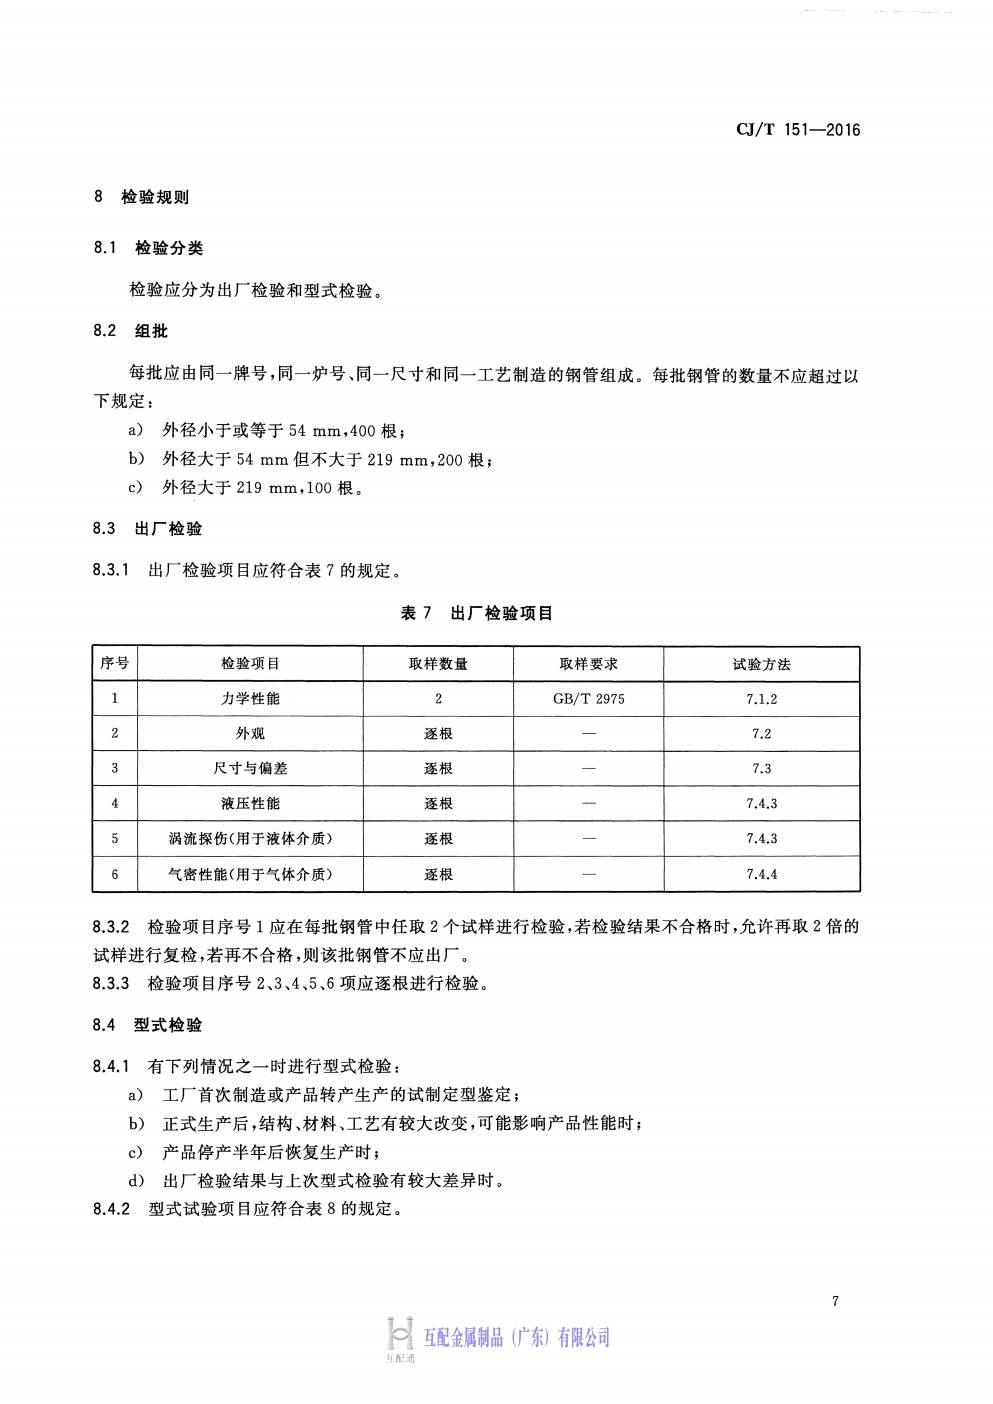 CJ/T 151—2016
8 检验规则
8.1 检验分类
检验应分为出厂检验和型式检验。
8.2 组批
每批应由同一牌号,同一炉号、同一尺寸和同一工艺制造的钢管组成。每批钢管的数量不应超过以
下规定:
a) 外径小于或等于 54 mm,400 根;
b) 外径大于 54 mm 但不大于 219 mm,200 根;
c) 外径大于 219 mm,100 根。
8.3 出厂检验
8.3.1 出厂检验项目应符合表 7 的规定。
表 7 出厂检验项目
序号 检验项目 取样数量 取样要求 试验方法
1 力学性能 2 GB/T 2975 7.1.2
2 外观 逐根 — 7.2
3 尺寸与偏差 逐根 — 7.3
4 液压性能 逐根 — 7.4.3
5 涡流探伤(用于液体介质) 逐根 — 7.4.3
6 气密性能(用于气体介质) 逐根 — 7.4.4
8.3.2 检验项目序号 1 应在每批钢管中任取 2 个试样进行检验,若检验结果不合格时,允许再取 2 倍的
试样进行复检,若再不合格,则该批钢管不应出厂。
8.3.3 检验项目序号 2、3、4、5、6 项应逐根进行检验。
8.4 型式检验
8.4.1 有下列情况之一时进行型式检验:
a) 工厂首次制造或产品转产生产的试制定型鉴定;
b) 正式生产后,结构、材料、工艺有较大改变,可能影响产品性能时;
c) 产品停产半年后恢复生产时;
d) 出厂检验结果与上次型式检验有较大差异时。
8.4.2 型式试验项目应符合表 8 的规定。
7
互配金属制品(广东)有限公司
互配通